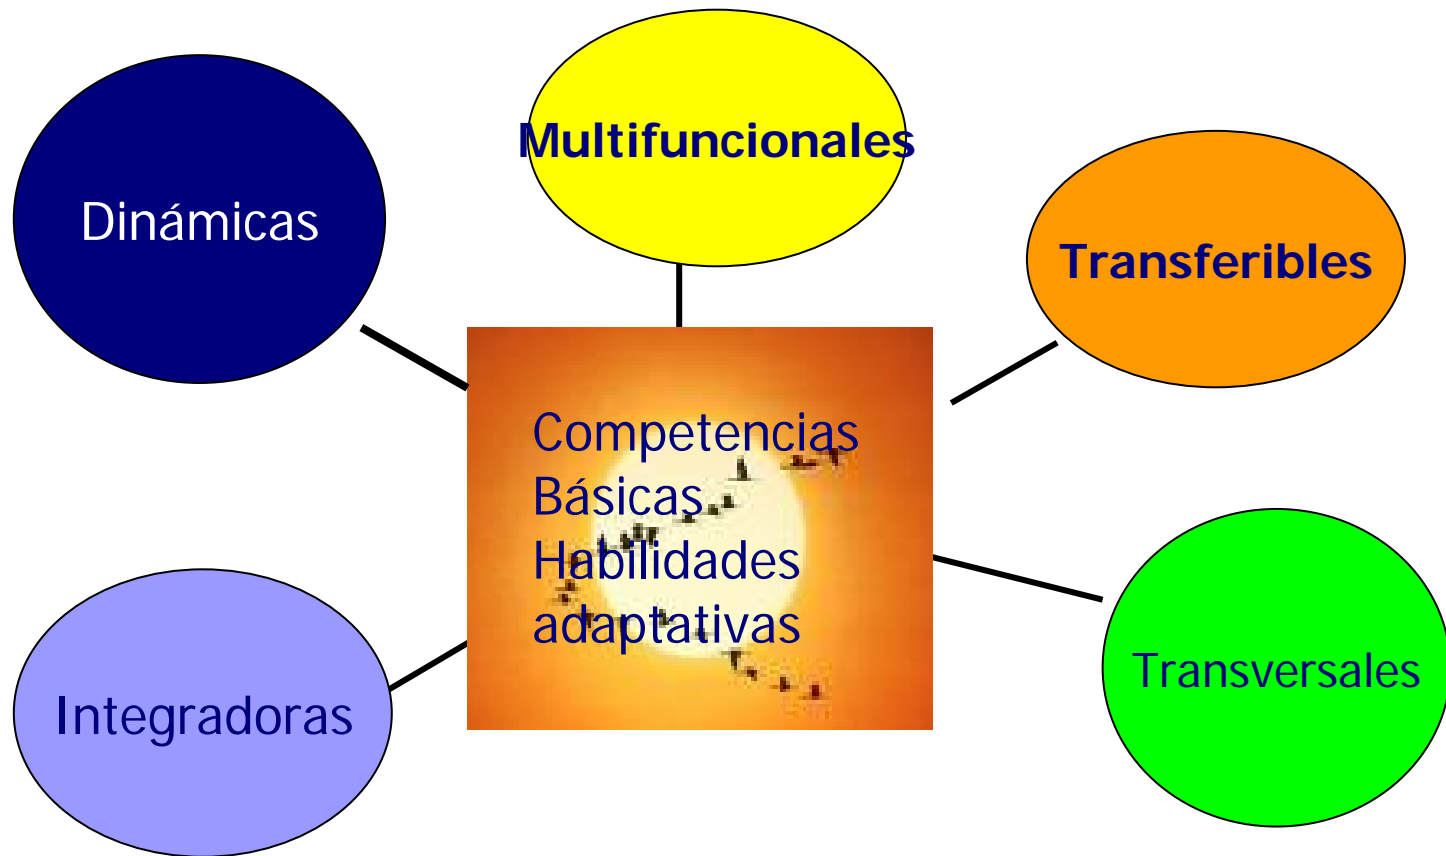 Multifuncionales
Dinámicas
Transferibles
Competencias
Básicas
Habilidades
adaptativas
Transversales
Integradoras